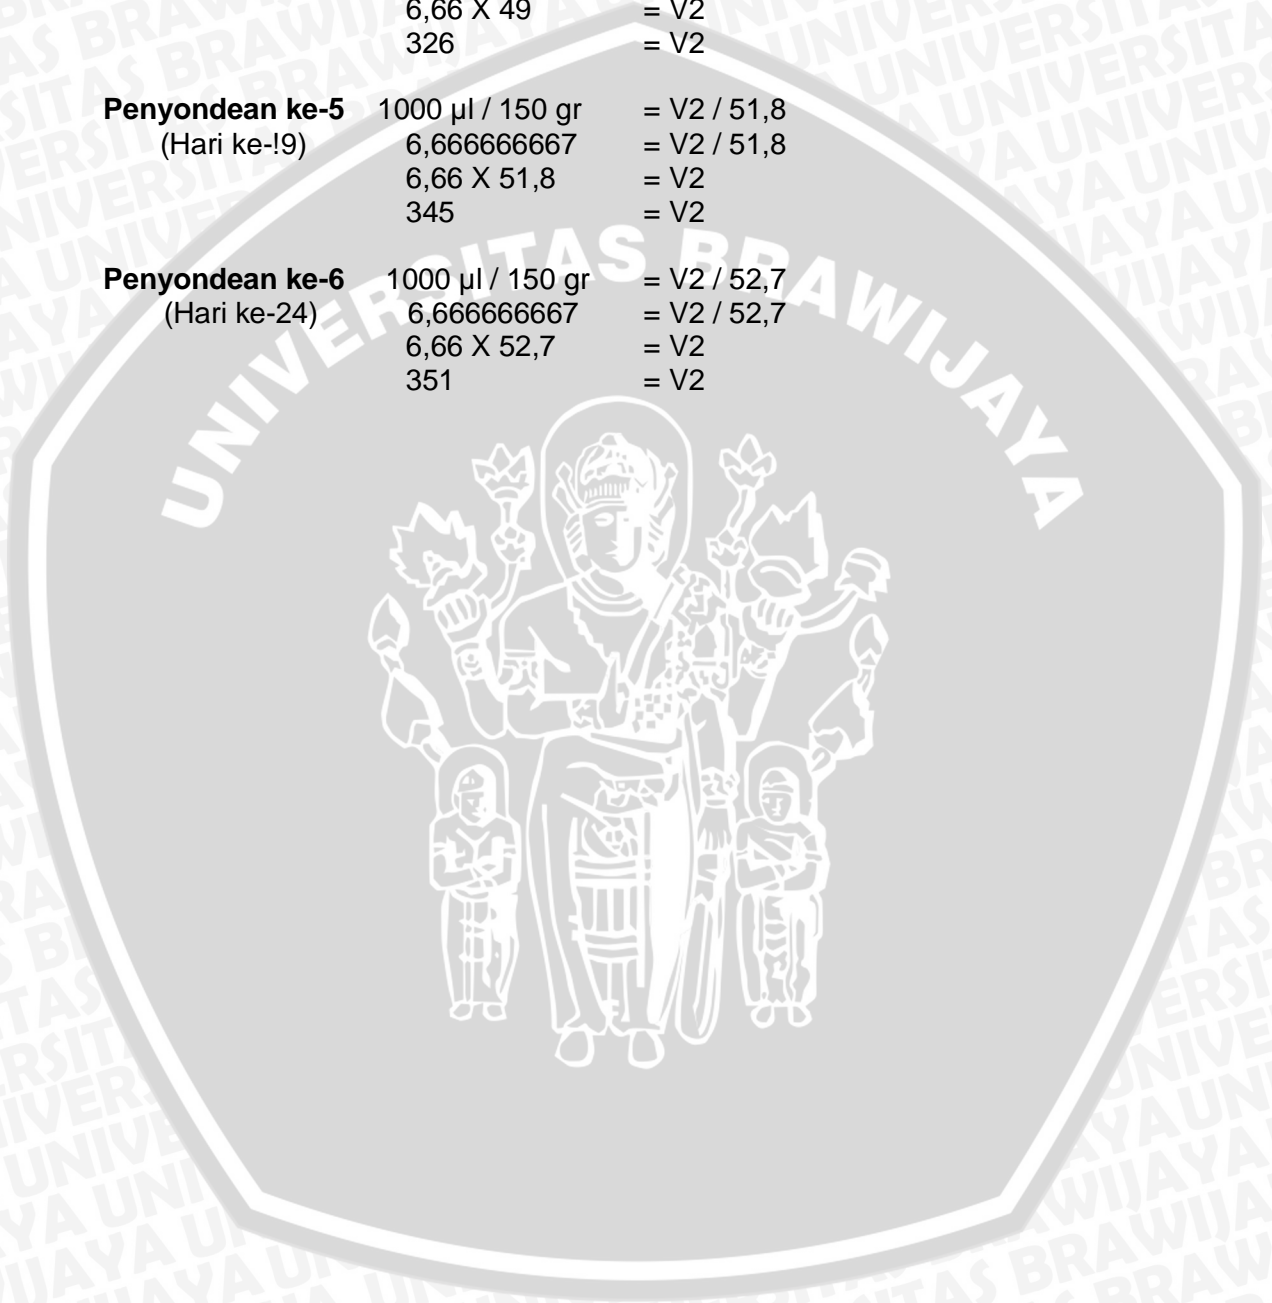 6,66 X 49 = V2
326 = V2
Penyondean ke-5 1000 µl / 150 gr = V2 / 51,8
(Hari ke-!9) 6,666666667 = V2 / 51,8
6,66 X 51,8 = V2
345 = V2
Penyondean ke-6 1000 µl / 150 gr = V2 / 52,7
(Hari ke-24) 6,666666667 = V2 / 52,7
6,66 X 52,7 = V2
351 = V2
UNIVERSITAS BRAWIJAYA